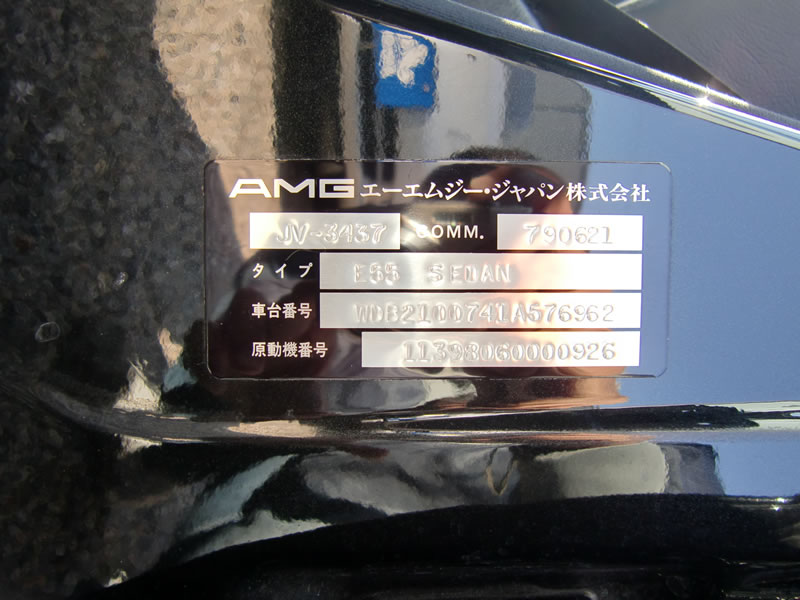 AMG エーエムジー・ジャパン株式会社
JV-3437 COMM. 790621
タイプ E55 SEDAN
車台番号 WDB2100741A576962
原動機番号 11398060000926